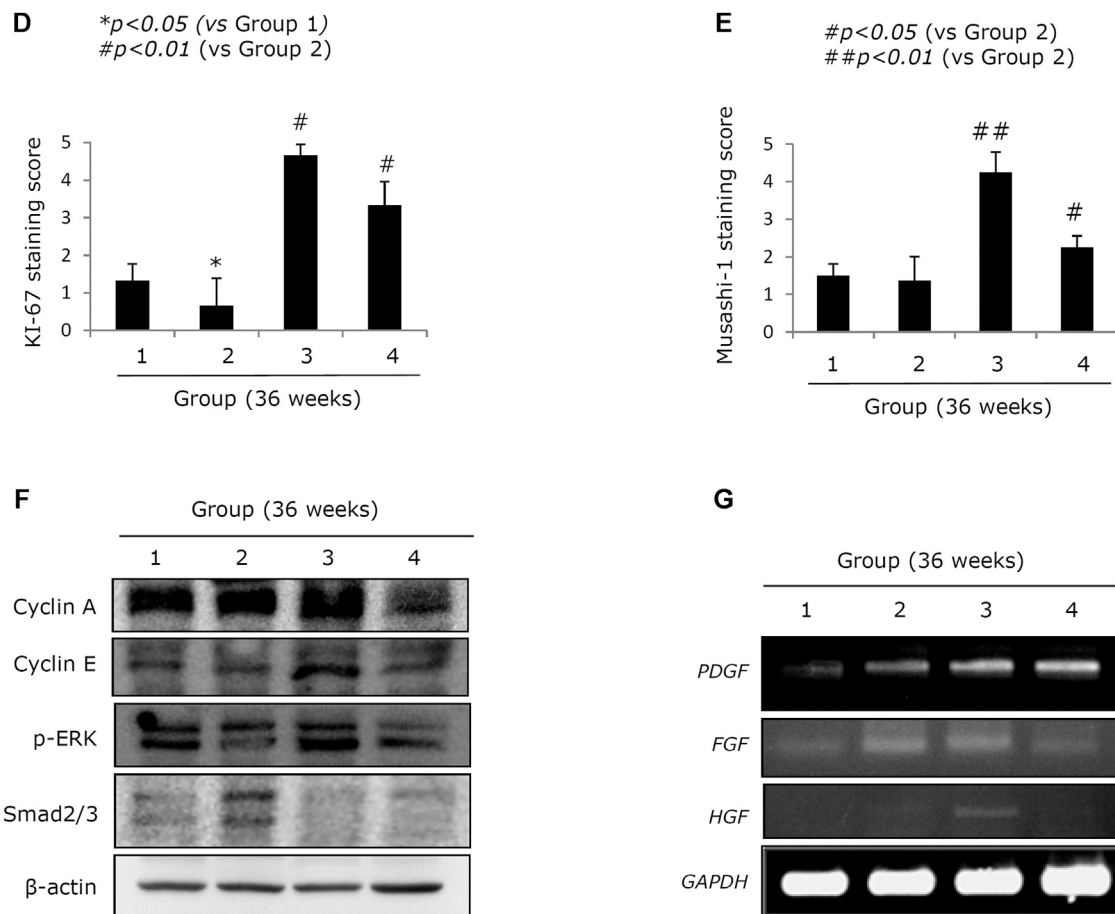 D
*p<0.05 (vs Group 1)
#p<0.01 (vs Group 2)
KI-67 staining score
5
4
3
2
1
0
#
#
*
1 2 3 4
Group (36 weeks)
E
#p<0.05 (vs Group 2)
##p<0.01 (vs Group 2)
Musashi-1 staining score
5
4
3
2
1
0
##
#
1 2 3 4
Group (36 weeks)
F
Group (36 weeks)
1 2 3 4
Cyclin A
Cyclin E
p-ERK
Smad2/3
β-actin
G
Group (36 weeks)
1 2 3 4
PDGF
FGF
HGF
GAPDH